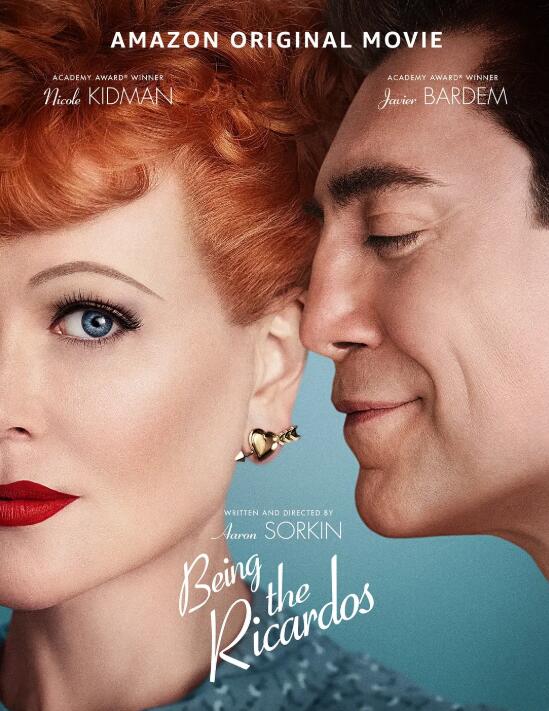 AMAZON ORIGINAL MOVIE
ACADEMY AWARD® WINNER
Nicole KIDMAN
ACADEMY AWARD® WINNER
Javier BARDEM
WRITTEN AND DIRECTED BY
Aaron SORKIN
Being
the
Ricardos